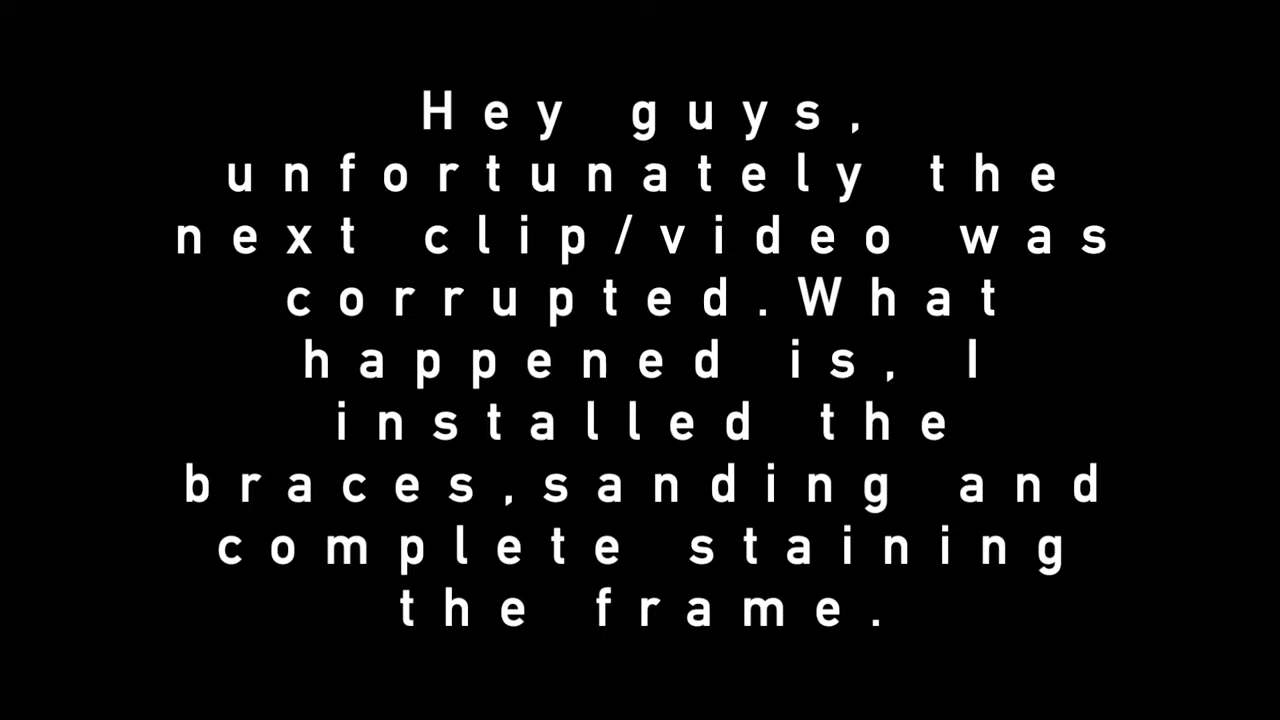 Hey guys,
unfortunately the
next clip/video was
corrupted.What
happened is, I
installed the
braces,sanding and
complete staining
the frame.